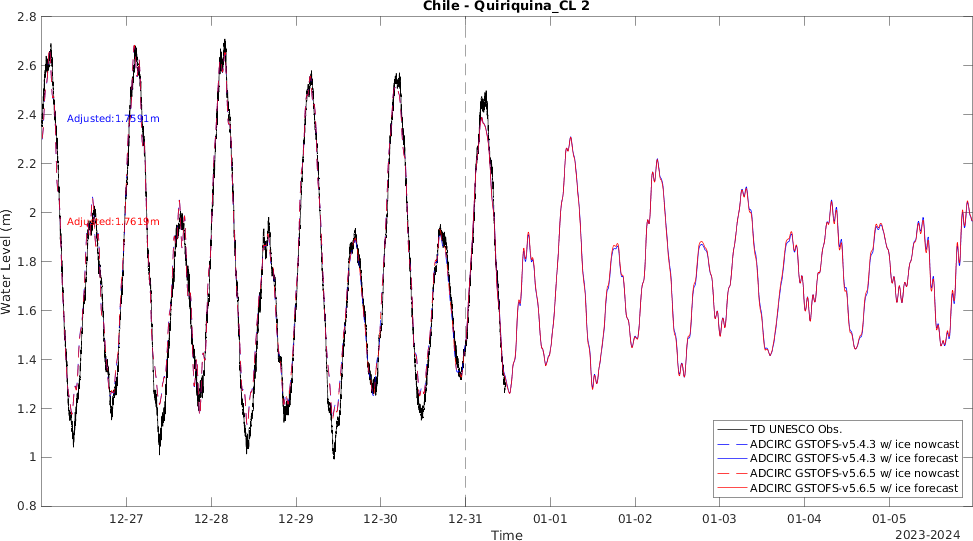 Chile - Quiriquina_CL 2
Water Level (m)
2.8
2.6
2.4
2.2
2
1.8
1.6
1.4
1.2
1
0.8
Adjusted:1.7591m
Adjusted:1.7619m
TD UNESCO Obs.
ADCIRC GSTOFS-v5.4.3 w/ ice nowcast
ADCIRC GSTOFS-v5.4.3 w/ ice forecast
ADCIRC GSTOFS-v5.6.5 w/ ice nowcast
ADCIRC GSTOFS-v5.6.5 w/ ice forecast
12-27 12-28 12-29 12-30 12-31 01-01 01-02 01-03 01-04 01-05
Time
2023-2024